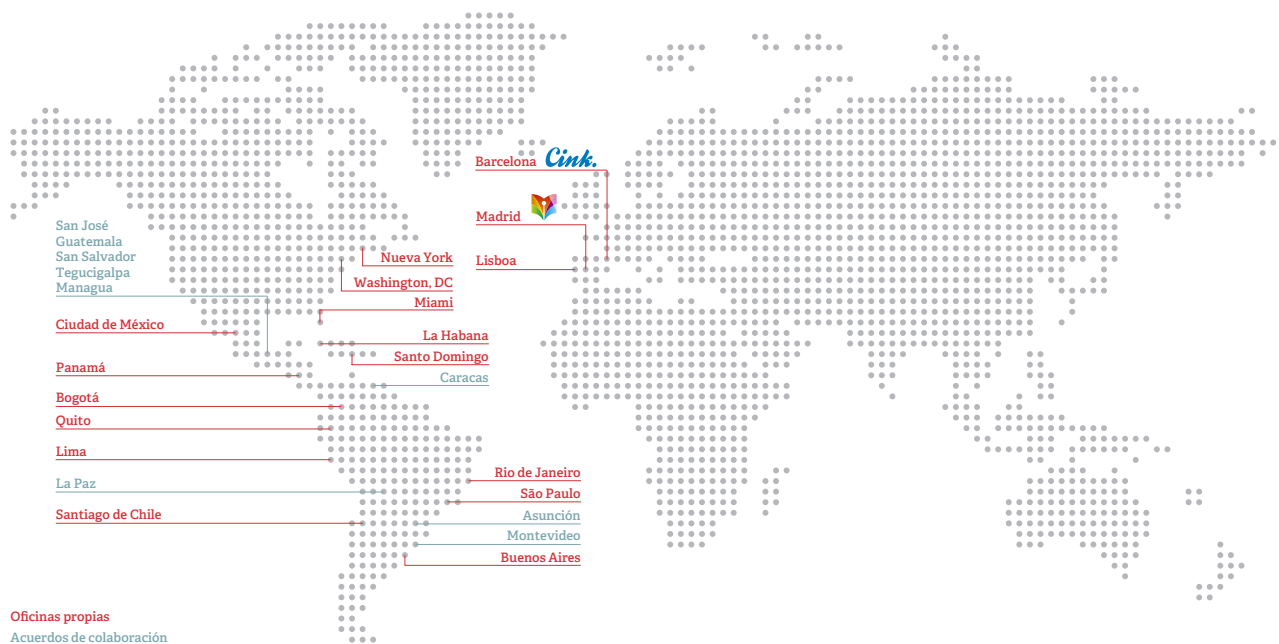 Barcelona Cink.
Madrid
Lisboa
San José
Guatemala
San Salvador
Tegucigalpa
Managua
Nueva York
Washington, DC
Miami
Ciudad de México
La Habana
Santo Domingo
Panamá
Caracas
Bogotá
Quito
Lima
Rio de Janeiro
La Paz
São Paulo
Santiago de Chile
Asunción
Montevideo
Buenos Aires
Oficinas propias
Acuerdos de colaboración